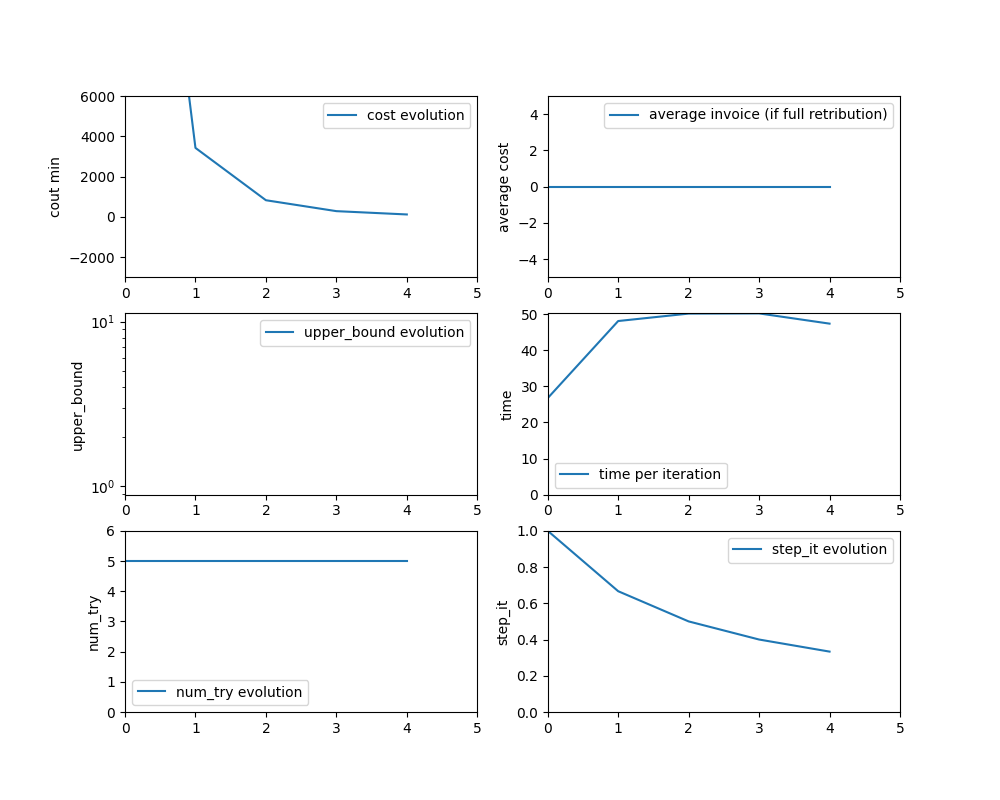 6000
4000
2000
0
−2000
cout min
cost evolution
0 1 2 3 4 5
4
2
0
−2
−4
average cost
average invoice (if full retribution)
0 1 2 3 4 5
10¹
10⁰
upper_bound
upper_bound evolution
0 1 2 3 4 5
50
40
30
20
10
0
time
time per iteration
0 1 2 3 4 5
6
5
4
3
2
1
0
num_try
num_try evolution
0 1 2 3 4 5
1.0
0.8
0.6
0.4
0.2
0.0
step_it
step_it evolution
0 1 2 3 4 5